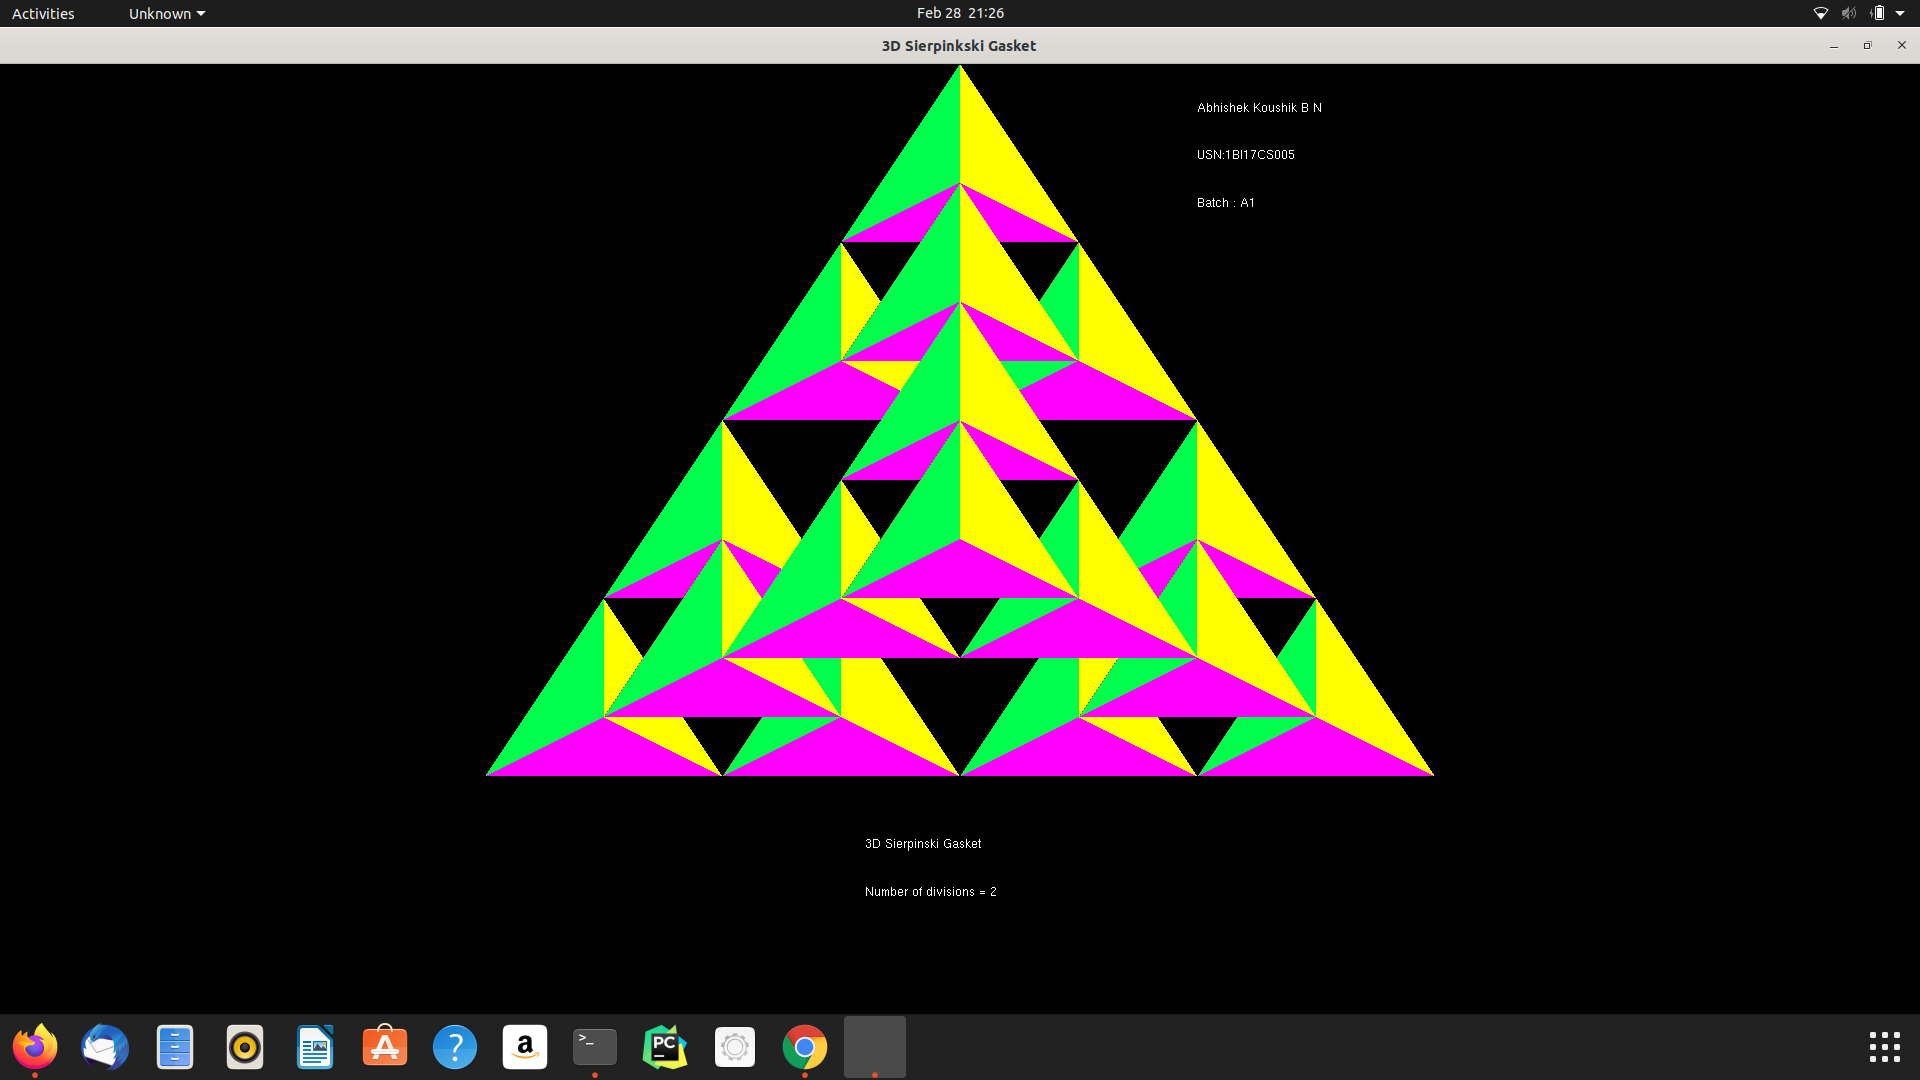 Activities
Unknown
Feb 28 21:26
3D Sierpinkski Gasket
Abhishek Koushik B N
USN:1BI17CS005
Batch : A1
3D Sierpinski Gasket
Number of divisions = 2
?
a
>_
PC